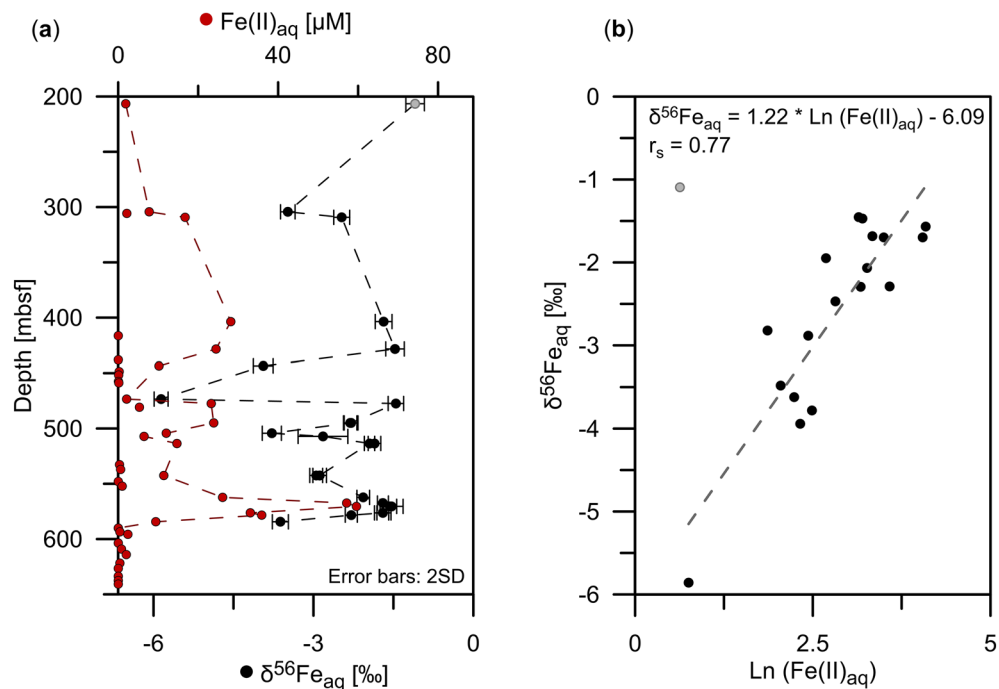 (a)
Fe(II)aq [µM]
0 40 80
Depth [mbsf]
200
300
400
500
600
Error bars: 2SD
-6 -3 0
δ56Feaq [‰]
(b)
δ56Feaq = 1.22 * Ln (Fe(II)aq) - 6.09
rs = 0.77
δ56Feaq [‰]
0
-1
-2
-3
-4
-5
-6
0 2.5 5
Ln (Fe(II)aq)